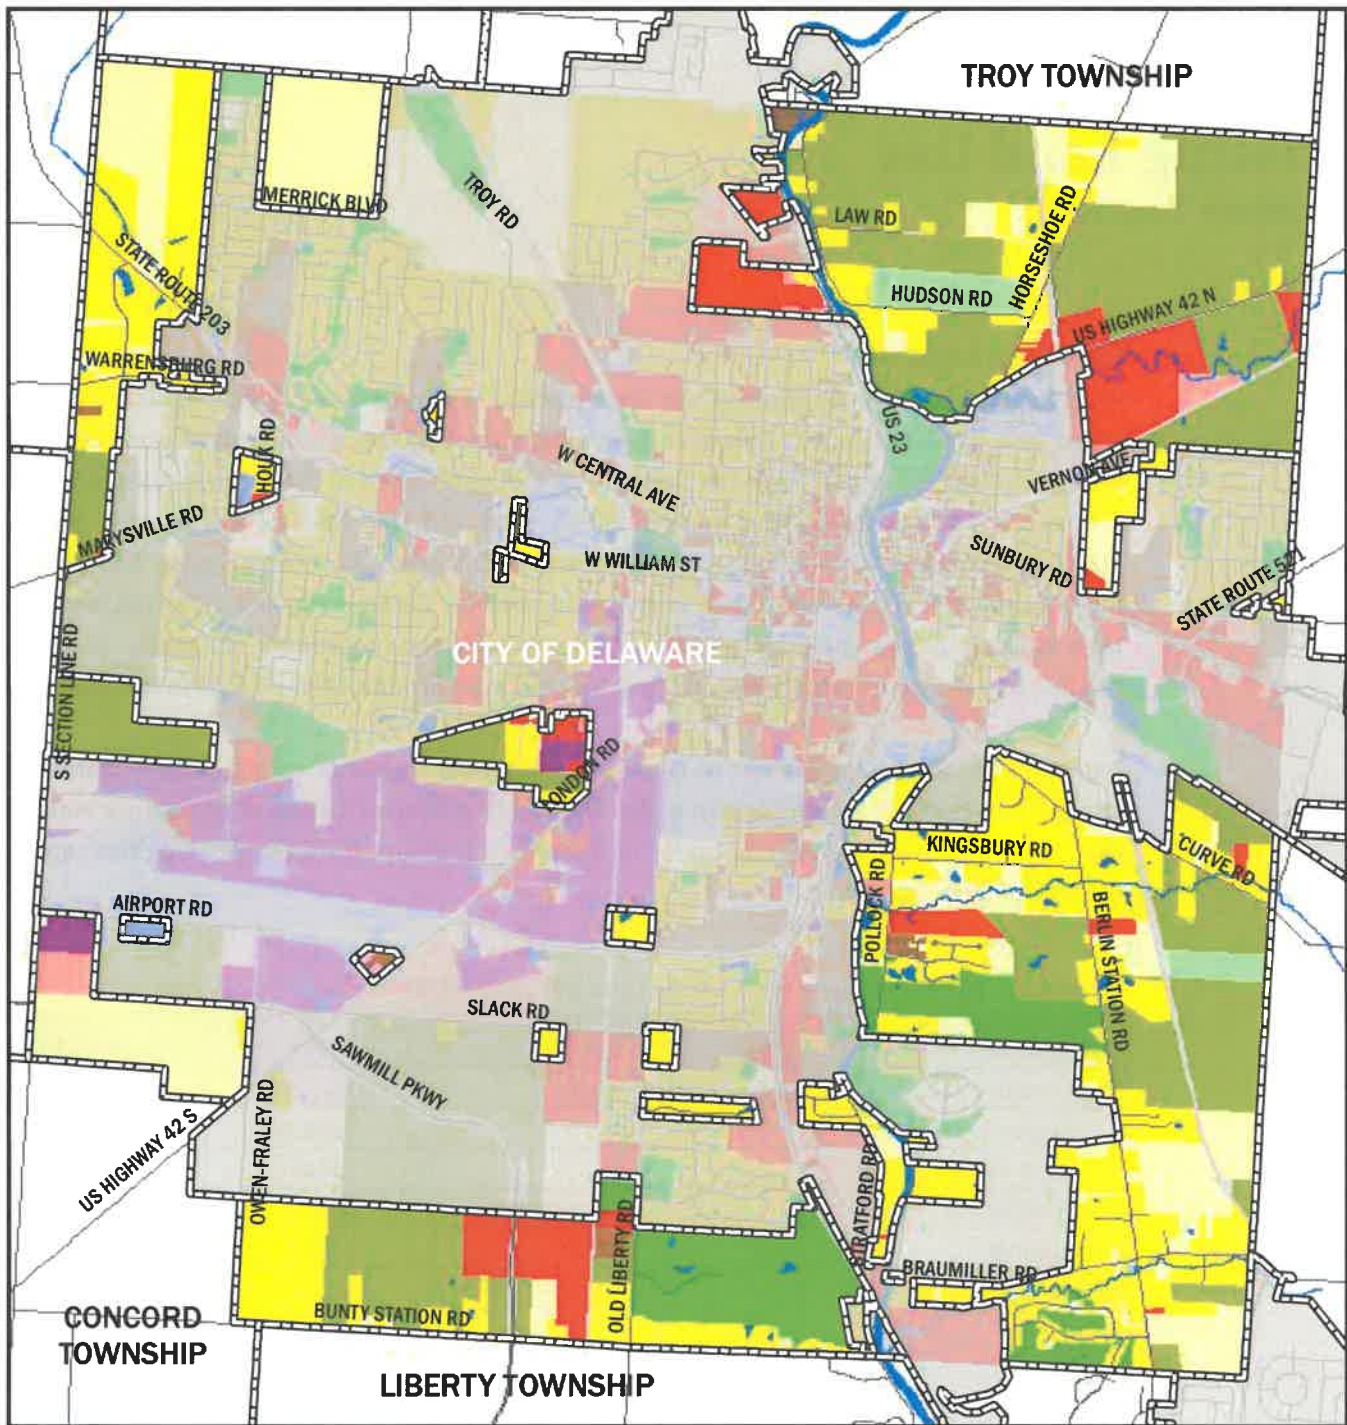 TROY TOWNSHIP
MERRICK BLVD
TROY RD
LAW RD
HORSESHOE RD
STATE ROUTE 203
HUDSON RD
US HIGHWAY 42 N
WARRENSBURG RD
HOUK RD
US 23
W CENTRAL AVE
VERNON AVE
MARYSVILLE RD
W WILLIAM ST
SUNBURY RD
STATE ROUTE 521
CITY OF DELAWARE
S SECTION LINE RD
LONDON RD
KINGSBURY RD
CURVE RD
POLLOCK RD
BERLIN STATION RD
AIRPORT RD
SLACK RD
SAWMILL PKWY
US HIGHWAY 42 S
OWEN-FRALEY RD
STRATFORD RD
OLD LIBERTY RD
BRAUMILLER RD
BUNTY STATION RD
CONCORD
TOWNSHIP
LIBERTY TOWNSHIP